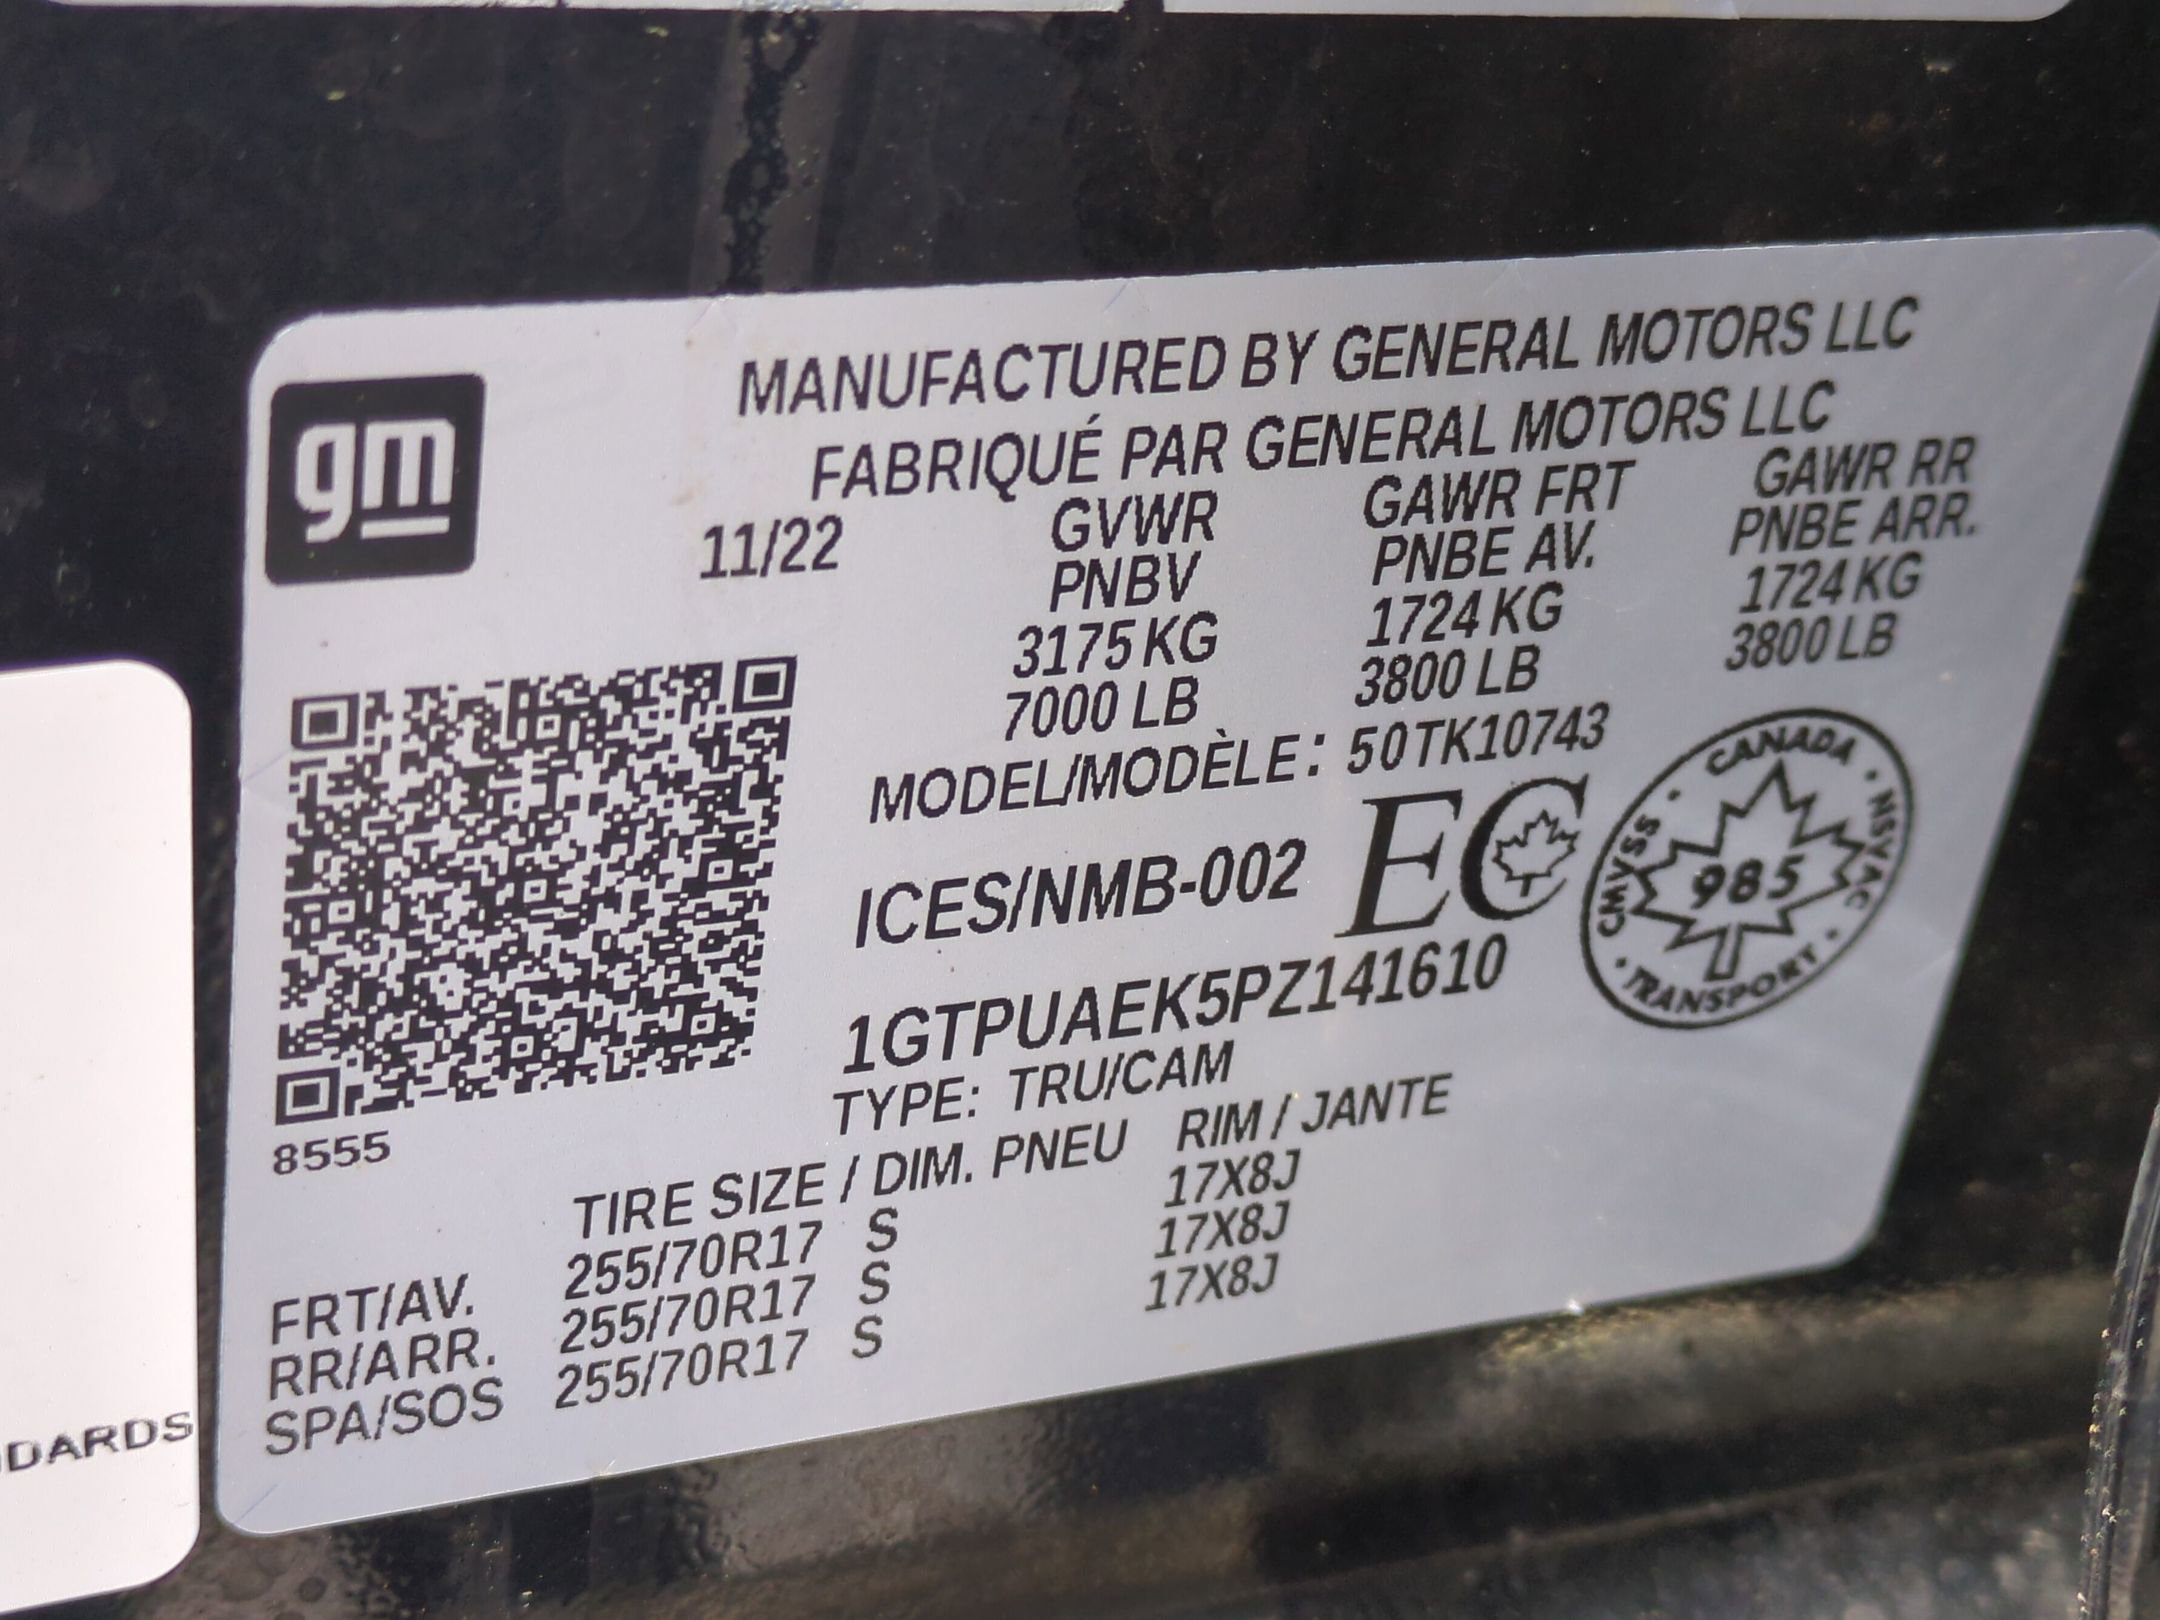 gm
MANUFACTURED BY GENERAL MOTORS LLC
FABRIQUÉ PAR GENERAL MOTORS LLC
11/22 GVWR GAWR FRT GAWR RR
PNBV PNBE AV. PNBE ARR.
3175 KG 1724 KG 1724 KG
7000 LB 3800 LB 3800 LB
MODEL/MODÈLE: 50TK10743
ICES/NMB-002 EC
CANADA · NSVAC · TRANSPORT · CMVSS ·
985
1GTPUAEK5PZ141610
TYPE: TRU/CAM
8555
TIRE SIZE / DIM. PNEU RIM / JANTE
FRT/AV. 255/70R17 S 17X8J
RR/ARR. 255/70R17 S 17X8J
SPA/SOS 255/70R17 S 17X8J
DARDS